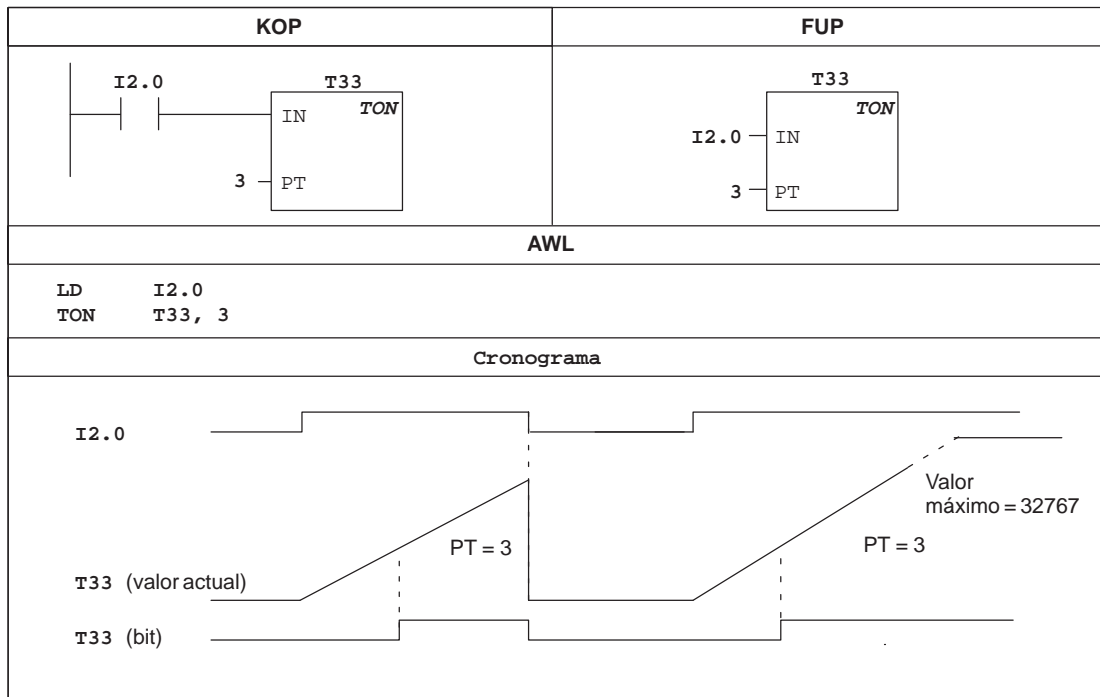 KOP
FUP
I2.0
T33
IN
TON
3
PT
T33
TON
I2.0
IN
3
PT
AWL
LD I2.0
TON T33, 3
Cronograma
I2.0
Valor
máximo = 32767
PT = 3
PT = 3
T33 (valor actual)
T33 (bit)